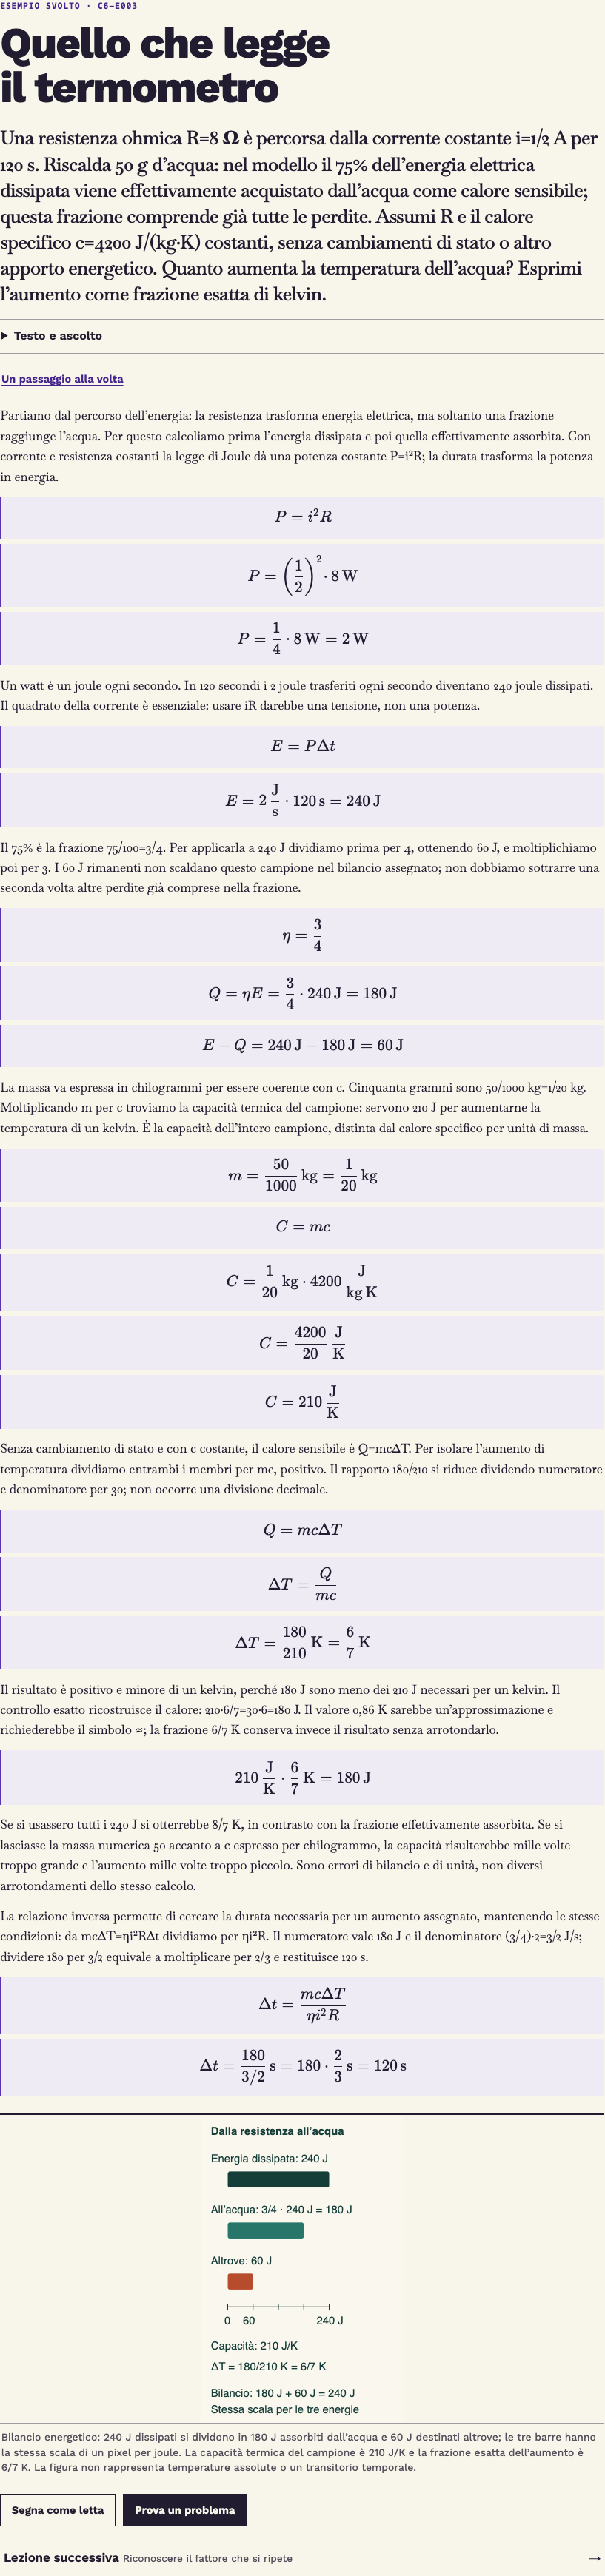 ESEMPIO SVOLTO · C6-E003
Quello che legge
il termometro
Una resistenza ohmica R=8 Ω è percorsa dalla corrente costante i=1/2 A per
120 s. Riscalda 50 g d’acqua: nel modello il 75% dell’energia elettrica
dissipata viene effettivamente acquistato dall’acqua come calore sensibile;
questa frazione comprende già tutte le perdite. Assumi R e il calore
specifico c=4200 J/(kg·K) costanti, senza cambiamenti di stato o altro
apporto energetico. Quanto aumenta la temperatura dell’acqua? Esprimi
l’aumento come frazione esatta di kelvin.
▶ Testo e ascolto
Un passaggio alla volta
Partiamo dal percorso dell’energia: la resistenza trasforma energia elettrica, ma soltanto una frazione
raggiunge l’acqua. Per questo calcoliamo prima l’energia dissipata e poi quella effettivamente assorbita. Con
corrente e resistenza costanti la legge di Joule dà una potenza costante P=i²R; la durata trasforma la potenza
in energia.
P = i²R
P = (1/2)² · 8 W
P = 1/4 · 8 W = 2 W
Un watt è un joule ogni secondo. In 120 secondi i 2 joule trasferiti ogni secondo diventano 240 joule dissipati.
Il quadrato della corrente è essenziale: usare iR darebbe una tensione, non una potenza.
E = PΔt
E = 2 J/s · 120 s = 240 J
Il 75% è la frazione 75/100=3/4. Per applicarla a 240 J dividiamo prima per 4, ottenendo 60 J, e moltiplichiamo
poi per 3. I 60 J rimanenti non scaldano questo campione nel bilancio assegnato; non dobbiamo sottrarre una
seconda volta altre perdite già comprese nella frazione.
η = 3/4
Q = ηE = 3/4 · 240 J = 180 J
E − Q = 240 J − 180 J = 60 J
La massa va espressa in chilogrammi per essere coerente con c. Cinquanta grammi sono 50/1000 kg=1/20 kg.
Moltiplicando m per c troviamo la capacità termica del campione: servono 210 J per aumentarne la
temperatura di un kelvin. È la capacità dell’intero campione, distinta dal calore specifico per unità di massa.
m = 50/1000 kg = 1/20 kg
C = mc
C = 1/20 kg · 4200 J/(kg K)
C = 4200/20 J/K
C = 210 J/K
Senza cambiamento di stato e con c costante, il calore sensibile è Q=mcΔT. Per isolare l’aumento di
temperatura dividiamo entrambi i membri per mc, positivo. Il rapporto 180/210 si riduce dividendo numeratore
e denominatore per 30; non occorre una divisione decimale.
Q = mcΔT
ΔT = Q/mc
ΔT = 180/210 K = 6/7 K
Il risultato è positivo e minore di un kelvin, perché 180 J sono meno dei 210 J necessari per un kelvin. Il
controllo esatto ricostruisce il calore: 210·6/7=30·6=180 J. Il valore 0,86 K sarebbe un’approssimazione e
richiederebbe il simbolo ≈; la frazione 6/7 K conserva invece il risultato senza arrotondarlo.
210 J/K · 6/7 K = 180 J
Se si usassero tutti i 240 J si otterrebbe 8/7 K, in contrasto con la frazione effettivamente assorbita. Se si
lasciasse la massa numerica 50 accanto a c espresso per chilogrammo, la capacità risulterebbe mille volte
troppo grande e l’aumento mille volte troppo piccolo. Sono errori di bilancio e di unità, non diversi
arrotondamenti dello stesso calcolo.
La relazione inversa permette di cercare la durata necessaria per un aumento assegnato, mantenendo le stesse
condizioni: da mcΔT=ηi²RΔt dividiamo per ηi²R. Il numeratore vale 180 J e il denominatore (3/4)·2=3/2 J/s;
dividere 180 per 3/2 equivale a moltiplicare per 2/3 e restituisce 120 s.
Δt = mcΔT/ηi²R
Δt = 180/(3/2) s = 180 · 2/3 s = 120 s
Dalla resistenza all’acqua
Energia dissipata: 240 J
All’acqua: 3/4 · 240 J = 180 J
Altrove: 60 J
0 60 240 J
Capacità: 210 J/K
ΔT = 180/210 K = 6/7 K
Bilancio: 180 J + 60 J = 240 J
Stessa scala per le tre energie
Bilancio energetico: 240 J dissipati si dividono in 180 J assorbiti dall’acqua e 60 J destinati altrove; le tre barre hanno
la stessa scala di un pixel per joule. La capacità termica del campione è 210 J/K e la frazione esatta dell’aumento è
6/7 K. La figura non rappresenta temperature assolute o un transitorio temporale.
Segna come letta
Prova un problema
Lezione successiva Riconoscere il fattore che si ripete →